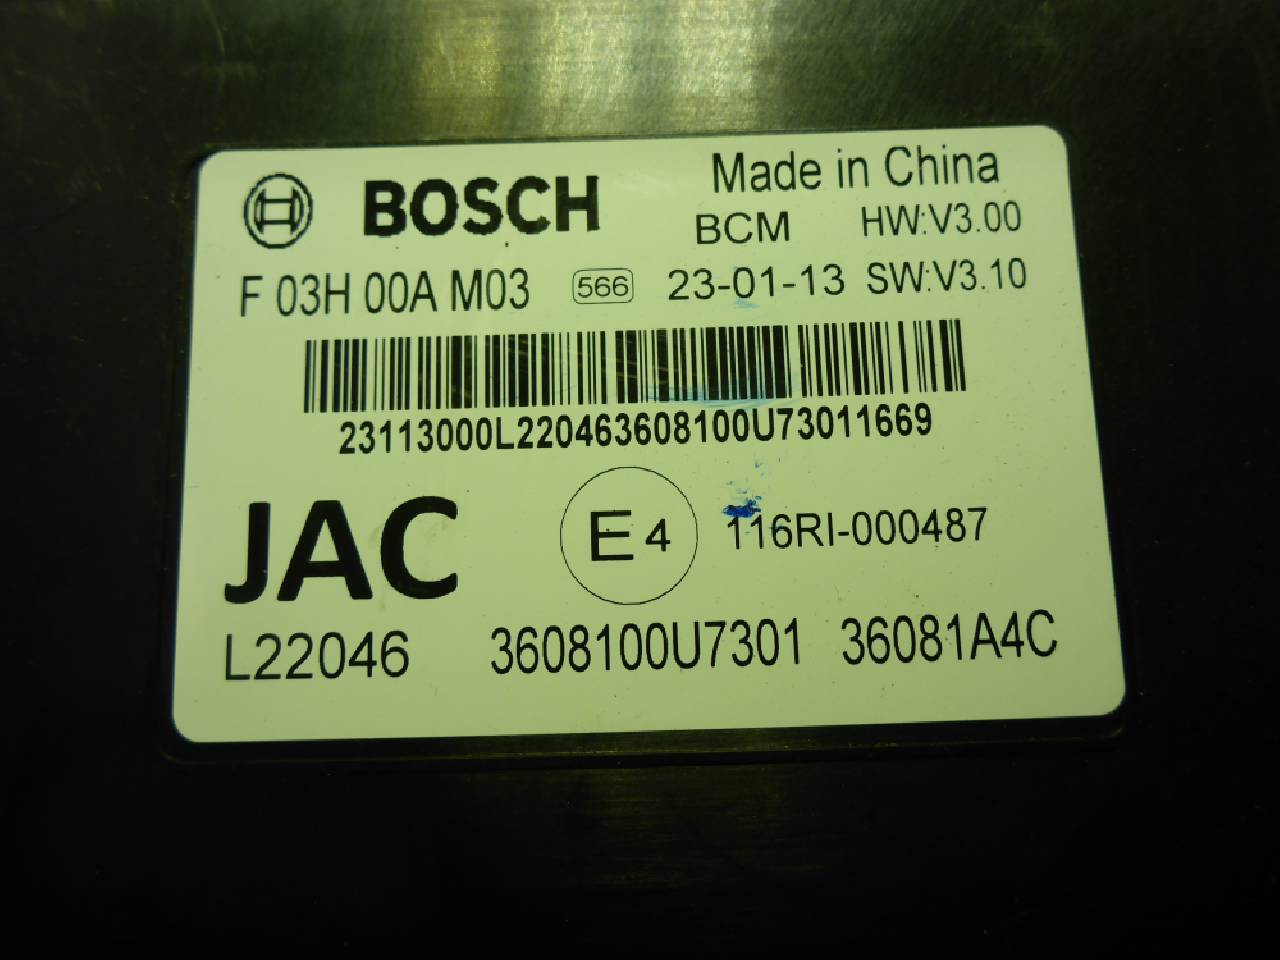 BOSCH Made in China
BCM HW:V3.00
F 03H 00A M03 566 23-01-13 SW:V3.10
23113000L220463608100U73011669
JAC E4 116RI-000487
L22046 3608100U7301 36081A4C